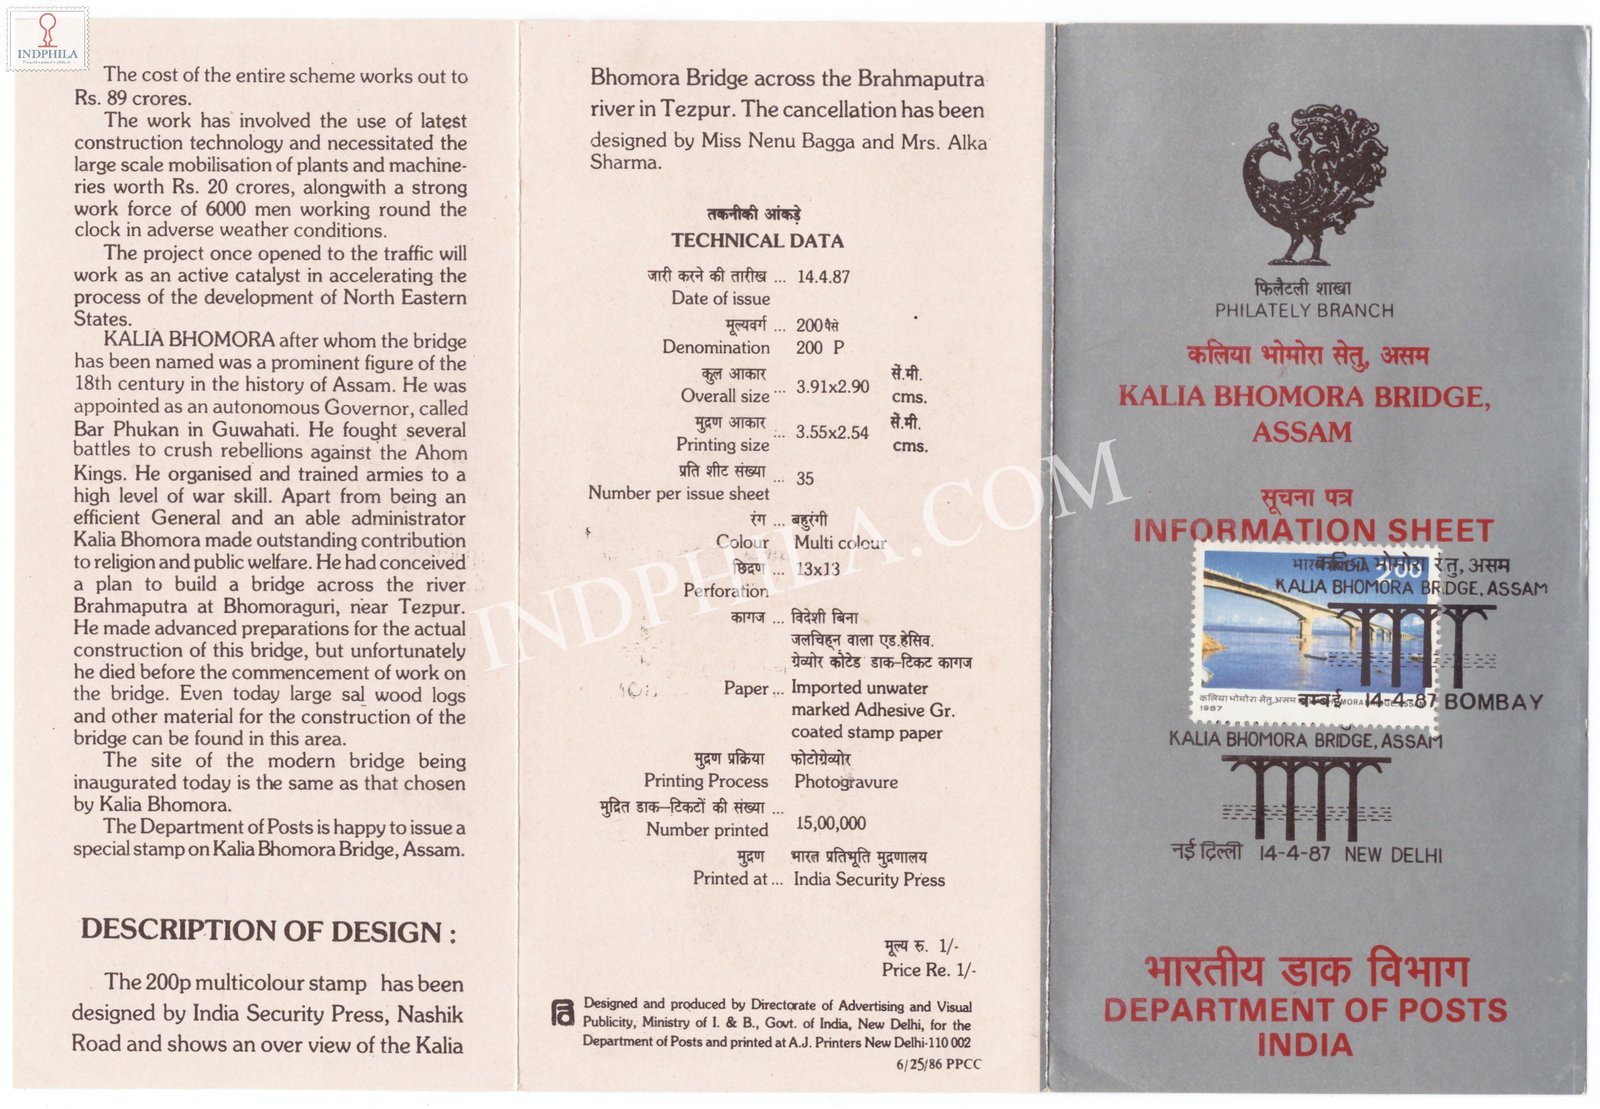 INDPHILA
The cost of the entire scheme works out to
Rs. 89 crores.
The work has involved the use of latest
construction technology and necessitated the
large scale mobilisation of plants and machine-
ries worth Rs. 20 crores, alongwith a strong
work force of 6000 men working round the
clock in adverse weather conditions.
The project once opened to the traffic will
work as an active catalyst in accelerating the
process of the development of North Eastern
States.
KALIA BHOMORA after whom the bridge
has been named was a prominent figure of the
18th century in the history of Assam. He was
appointed as an autonomous Governor, called
Bar Phukan in Guwahati. He fought several
battles to crush rebellions against the Ahom
Kings. He organised and trained armies to a
high level of war skill. Apart from being an
efficient General and an able administrator
Kalia Bhomora made outstanding contribution
to religion and public welfare. He had conceived
a plan to build a bridge across the river
Brahmaputra at Bhomoraguri, near Tezpur.
He made advanced preparations for the actual
construction of this bridge, but unfortunately
he died before the commencement of work on
the bridge. Even today large sal wood logs
and other material for the construction of the
bridge can be found in this area.
The site of the modern bridge being
inaugurated today is the same as that chosen
by Kalia Bhomora.
The Department of Posts is happy to issue a
special stamp on Kalia Bhomora Bridge, Assam.
DESCRIPTION OF DESIGN :
The 200p multicolour stamp has been
designed by India Security Press, Nashik
Road and shows an over view of the Kalia
Bhomora Bridge across the Brahmaputra
river in Tezpur. The cancellation has been
designed by Miss Nenu Bagga and Mrs. Alka
Sharma.
तकनीकी आंकड़े
TECHNICAL DATA
जारी करने की तारीख ... 14.4.87
Date of issue
मूल्यवर्ग ... 200 पैसे
Denomination 200 P
कुल आकार सें.मी.
Overall size ... 3.91x2.90 cms.
मुद्रण आकार सें.मी.
Printing size ... 3.55x2.54 cms.
प्रति शीट संख्या ... 35
Number per issue sheet
रंग ... बहुरंगी
Colour Multi colour
छिद्रण ... 13x13
Perforation
कागज ... विदेशी बिना
जलचिह्न वाला एड.हेसिव.
ग्रेव्योर कोटेड डाक-टिकट कागज
Paper ... Imported unwater
marked Adhesive Gr.
coated stamp paper
मुद्रण प्रक्रिया फोटोग्रेव्योर
Printing Process Photogravure
मुद्रित डाक-टिकटों की संख्या ...
Number printed 15,00,000
मुद्रण भारत प्रतिभूति मुद्रणालय
Printed at ... India Security Press
मूल्य रु. 1/-
Price Re. 1/-
Designed and produced by Directorate of Advertising and Visual
Publicity, Ministry of I. & B., Govt. of India, New Delhi, for the
Department of Posts and printed at A.J. Printers New Delhi-110 002
6/25/86 PPCC
फिलैटली शाखा
PHILATELY BRANCH
कलिया भोमोरा सेतु, असम
KALIA BHOMORA BRIDGE,
ASSAM
सूचना पत्र
INFORMATION SHEET
भारत INDIA 200
कलिया भोमोरा सेतु, असम
KALIA BHOMORA BRIDGE, ASSAM
कलिया भोमोरा सेतु, असम KALIA BHOMORA BRIDGE, ASSAM
1987
बम्बई 14-4-87 BOMBAY
KALIA BHOMORA BRIDGE, ASSAM
नई दिल्ली 14-4-87 NEW DELHI
भारतीय डाक विभाग
DEPARTMENT OF POSTS
INDIA
INDPHILA.COM